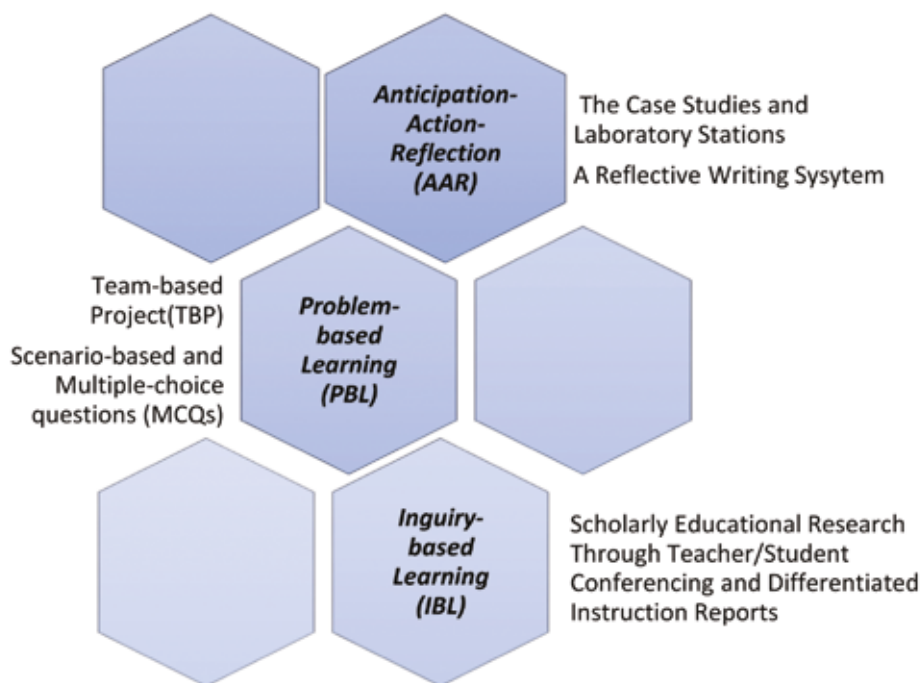 Anticipation-
Action-
Reflection
(AAR)
The Case Studies and
Laboratory Stations
A Reflective Writing Sysytem
Team-based
Project(TBP)
Scenario-based and
Multiple-choice
questions (MCQs)
Problem-
based
Learning
(PBL)
Inguiry-
based
Learning
(IBL)
Scholarly Educational Research
Through Teacher/Student
Conferencing and Differentiated
Instruction Reports